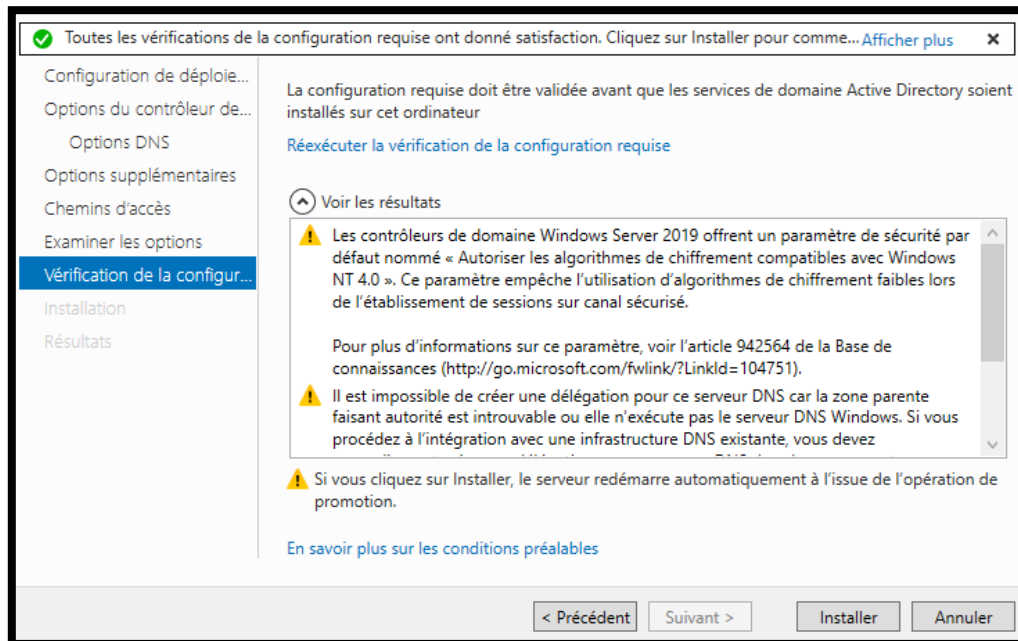 Toutes les vérifications de la configuration requise ont donné satisfaction. Cliquez sur Installer pour comme... Afficher plus
Configuration de déploie...
Options du contrôleur de...
Options DNS
Options supplémentaires
Chemins d'accès
Examiner les options
Vérification de la configur...
Installation
Résultats
La configuration requise doit être validée avant que les services de domaine Active Directory soient
installés sur cet ordinateur
Réexécuter la vérification de la configuration requise
Voir les résultats
Les contrôleurs de domaine Windows Server 2019 offrent un paramètre de sécurité par
défaut nommé « Autoriser les algorithmes de chiffrement compatibles avec Windows
NT 4.0 ». Ce paramètre empêche l'utilisation d'algorithmes de chiffrement faibles lors
de l'établissement de sessions sur canal sécurisé.
Pour plus d'informations sur ce paramètre, voir l'article 942564 de la Base de
connaissances (http://go.microsoft.com/fwlink/?LinkId=104751).
Il est impossible de créer une délégation pour ce serveur DNS car la zone parente
faisant autorité est introuvable ou elle n'exécute pas le serveur DNS Windows. Si vous
procédez à l'intégration avec une infrastructure DNS existante, vous devez
Si vous cliquez sur Installer, le serveur redémarre automatiquement à l'issue de l'opération de
promotion.
En savoir plus sur les conditions préalables
< Précédent
Suivant >
Installer
Annuler